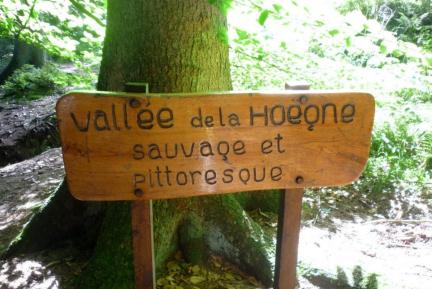 vallée de la HOËGNE
sauvage et
pittoresque